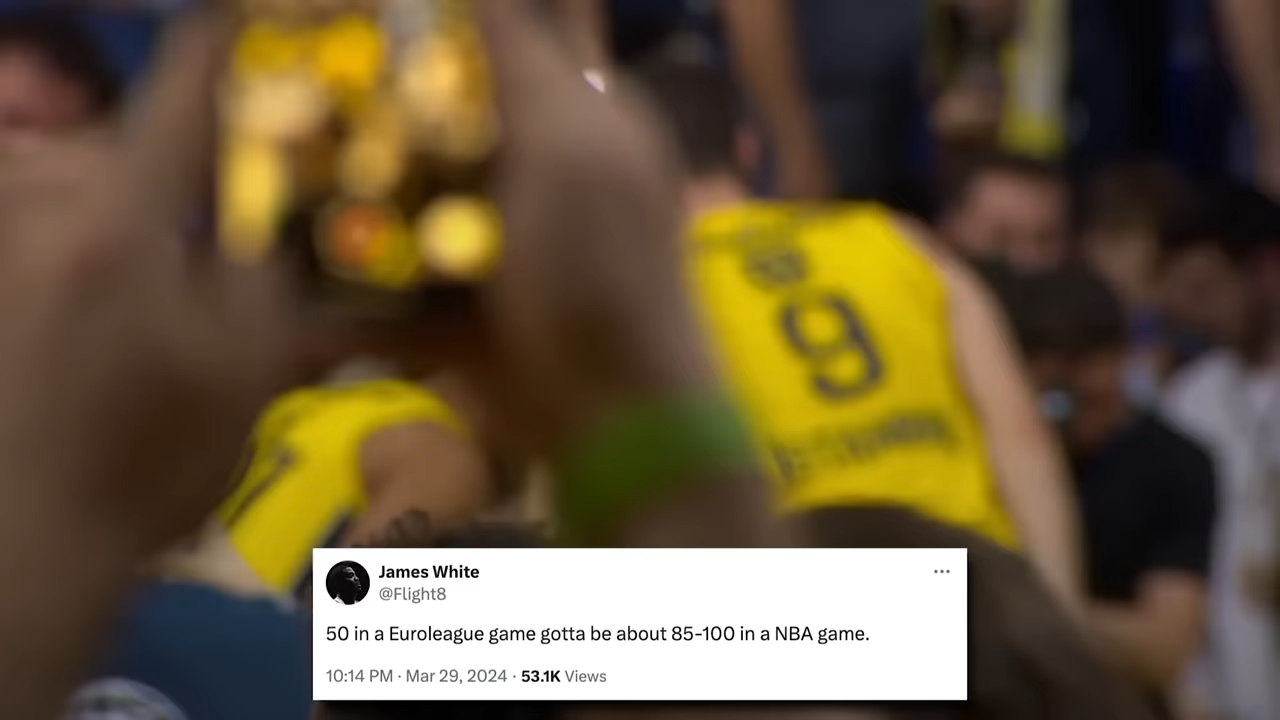 9
James White
@Flight8
50 in a Euroleague game gotta be about 85-100 in a NBA game.
10:14 PM · Mar 29, 2024 · 53.1K Views